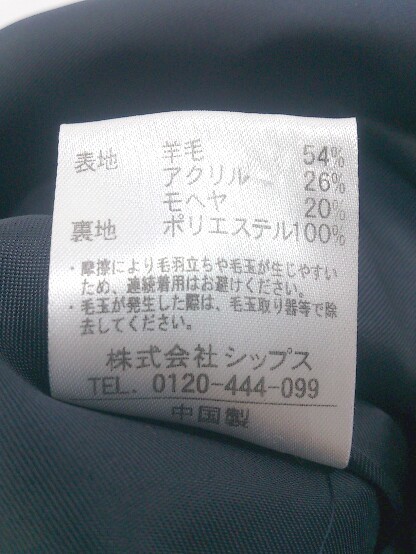 表地 羊毛 54%
アクリル 26%
モヘヤ 20%
裏地 ポリエステル100%
・摩擦により毛羽立ちや毛玉が生じやすい
ため、連続着用はお避けください。
・毛玉が発生した際は、毛玉取り器等で除
去してください。
株式会社シップス
TEL. 0120-444-099
中国製